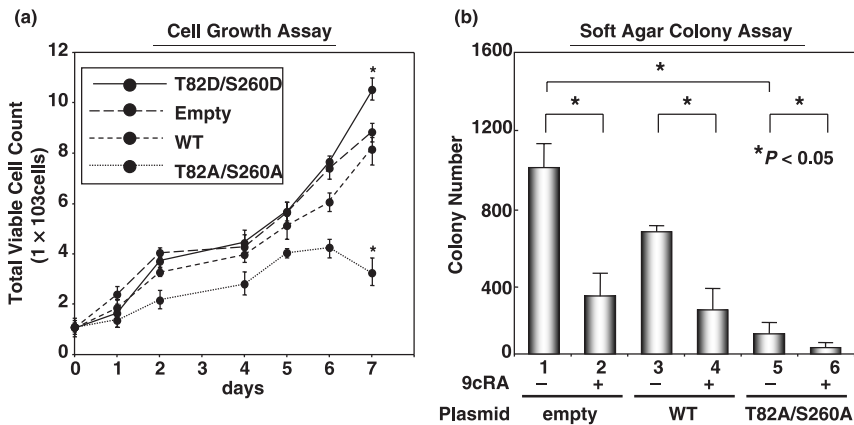 (a)
Cell Growth Assay
Total Viable Cell Count
(1 × 103cells)
12
10
8
6
4
2
0
T82D/S260D
Empty
WT
T82A/S260A
*
*
0 1 2 4 5 6 7
days
(b)
Soft Agar Colony Assay
Colony Number
1600
1200
800
400
0
*
* * *
*P < 0.05
1 2 3 4 5 6
9cRA – + – + – +
Plasmid empty WT T82A/S260A